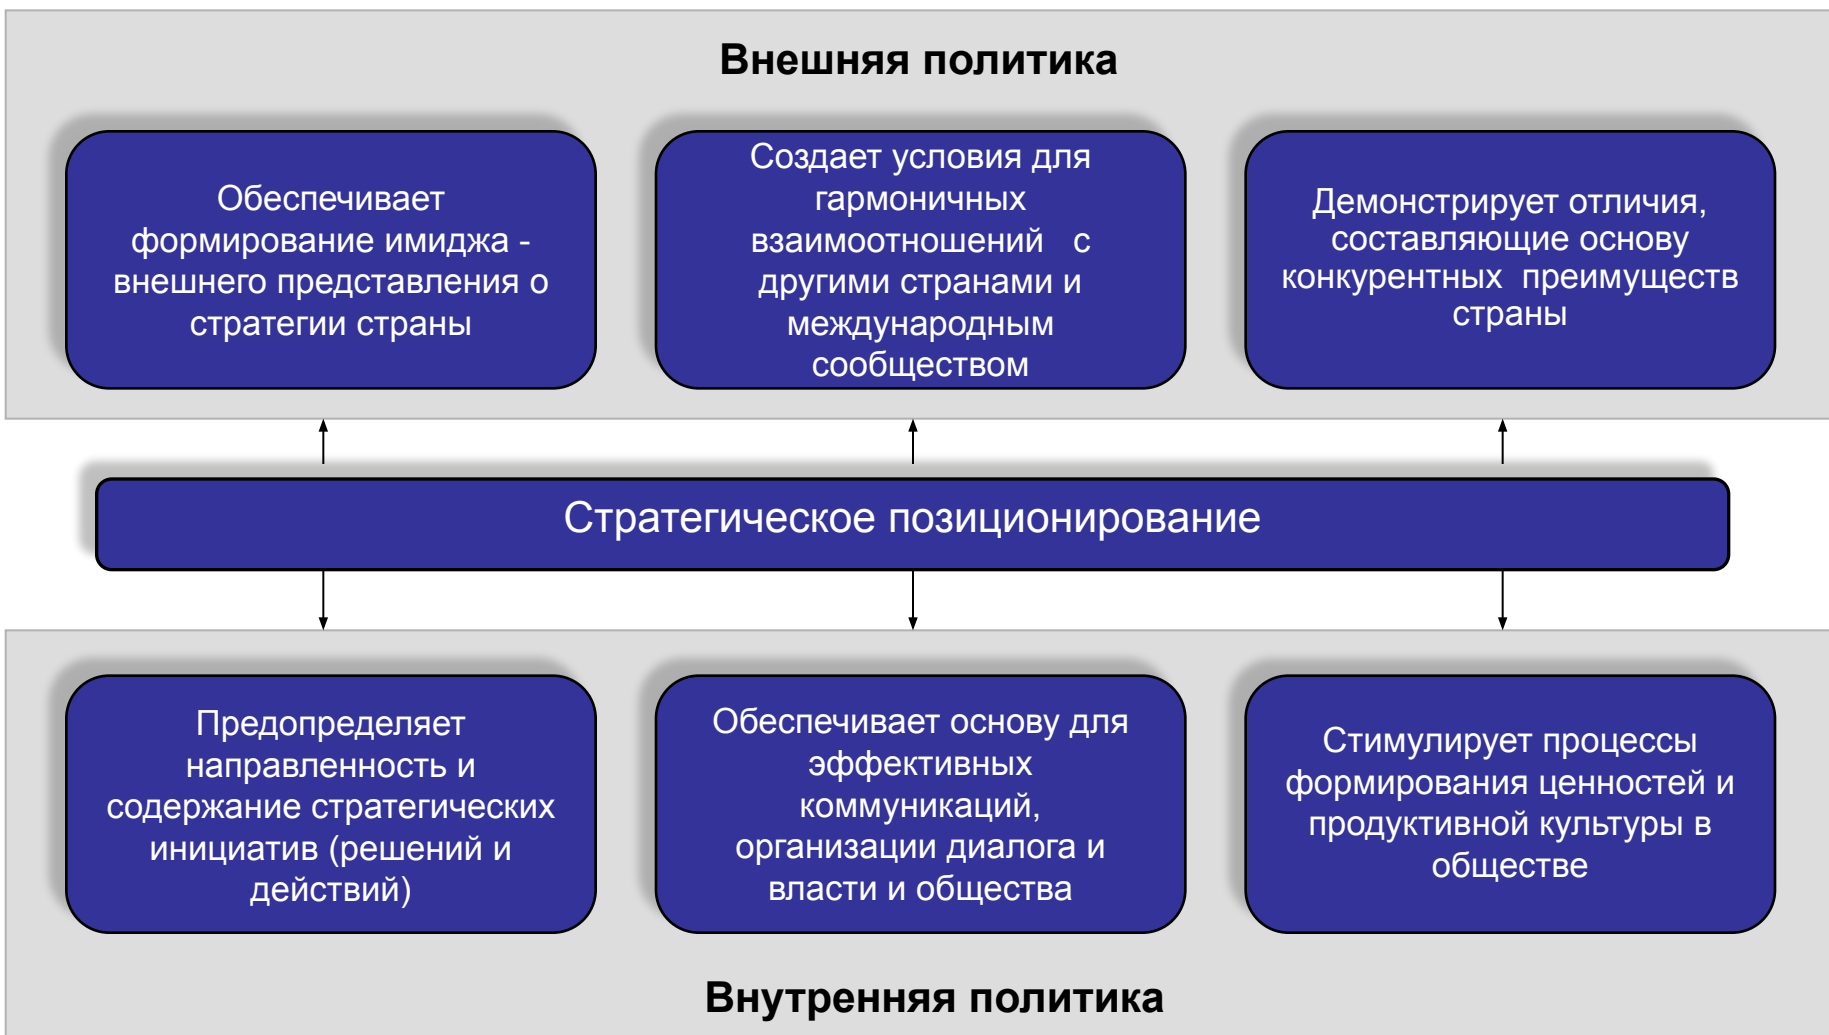 Внешняя политика
Обеспечивает
формирование имиджа -
внешнего представления о
стратегии страны
Создает условия для
гармоничных
взаимоотношений с
другими странами и
международным
сообществом
Демонстрирует отличия,
составляющие основу
конкурентных преимуществ
страны
Стратегическое позиционирование
Предопределяет
направленность и
содержание стратегических
инициатив (решений и
действий)
Обеспечивает основу для
эффективных
коммуникаций,
организации диалога и
власти и общества
Стимулирует процессы
формирования ценностей и
продуктивной культуры в
обществе
Внутренняя политика